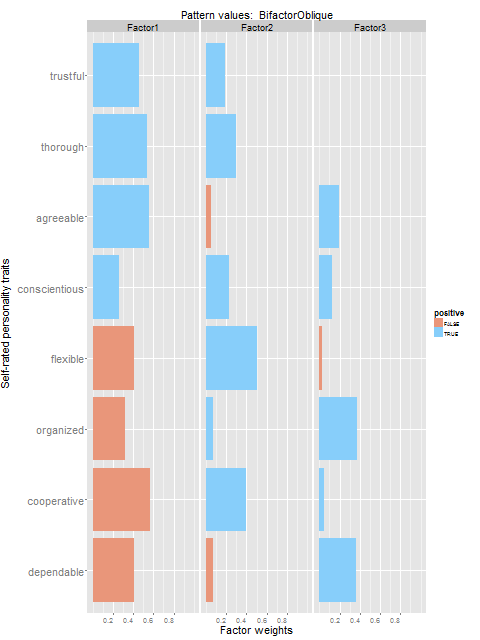 Pattern values: BifactorOblique
Factor1 Factor2 Factor3
trustful
thorough
agreeable
conscientious
flexible
organized
cooperative
dependable
Self-rated personality traits
0.2 0.4 0.6 0.8 0.2 0.4 0.6 0.8 0.2 0.4 0.6 0.8
Factor weights
positive
FALSE
TRUE